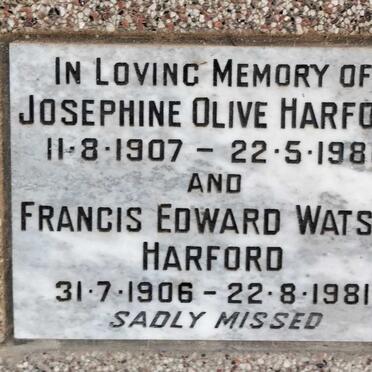 IN LOVING MEMORY OF
JOSEPHINE OLIVE HARFO
11·8·1907 – 22·5·198
AND
FRANCIS EDWARD WATS
HARFORD
31·7·1906 – 22·8·1981
SADLY MISSED